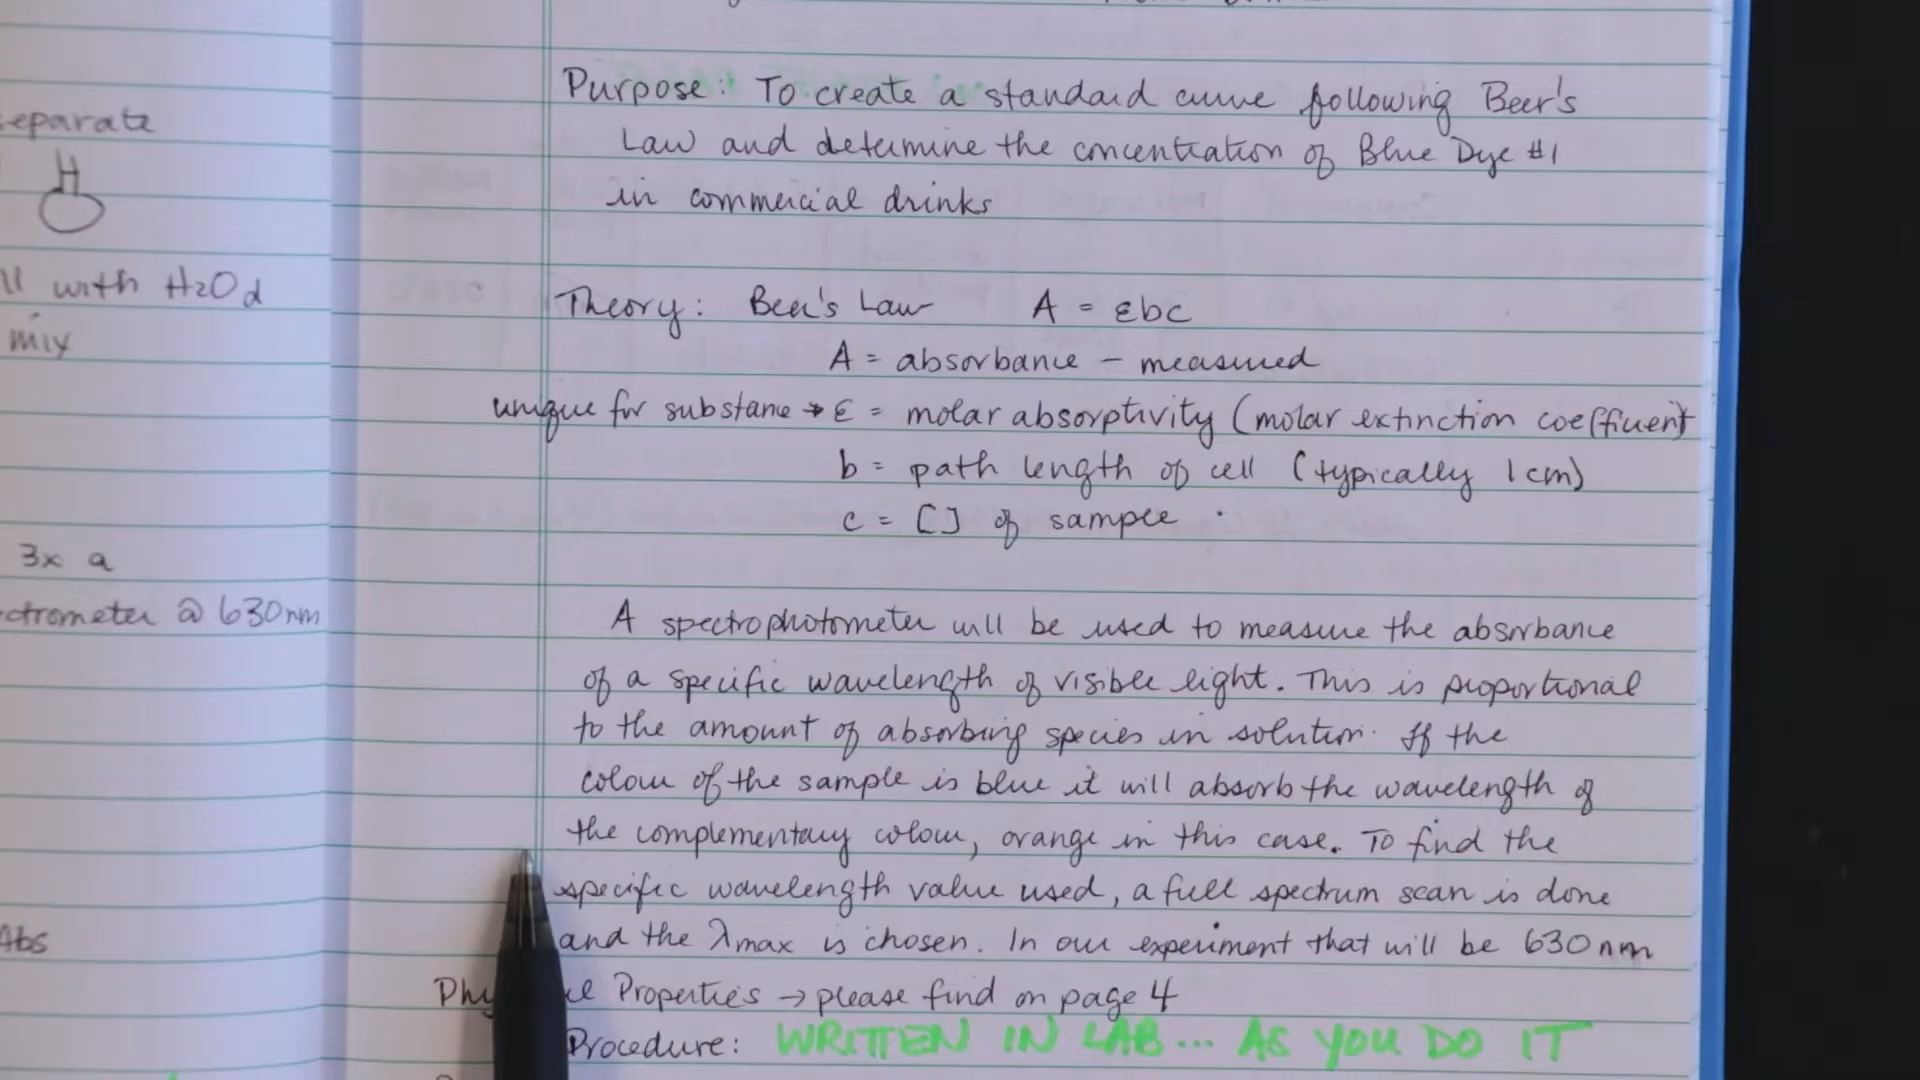 separate
H
ll with H2Od
mix
3x a
ctrometer @ 630nm
Abs
Purpose: To create a standard curve following Beer's
Law and determine the concentration of Blue Dye #1
in commercial drinks
Theory: Beer's Law A = εbc
A = absorbance - measured
unique for substance → ε = molar absorptivity (molar extinction coefficient)
b = path length of cell (typically 1 cm)
c = [] of sample
A spectrophotometer will be used to measure the absorbance
of a specific wavelength of visible light. This is proportional
to the amount of absorbing species in solution. If the
colour of the sample is blue it will absorb the wavelength of
the complementary colour, orange in this case. To find the
specific wavelength value used, a full spectrum scan is done
and the λmax is chosen. In our experiment that will be 630 nm
Properties → please find on page 4
Procedure: WRITTEN IN LAB... AS YOU DO IT